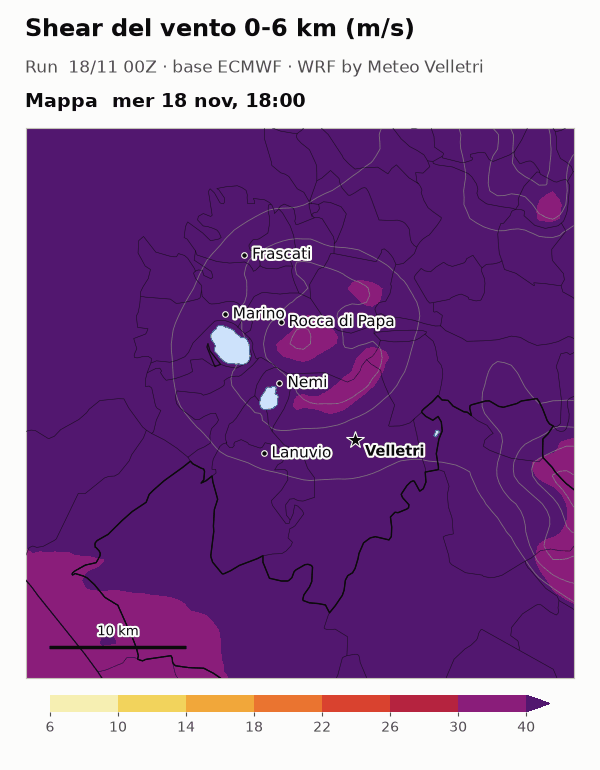 Shear del vento 0-6 km (m/s)
Run  18/11 00Z · base ECMWF · WRF by Meteo Velletri
Mappa  mer 18 nov, 18:00
Frascati
Marino
Rocca di Papa
Nemi
Velletri
Lanuvio
10 km
6 10 14 18 22 26 30 40